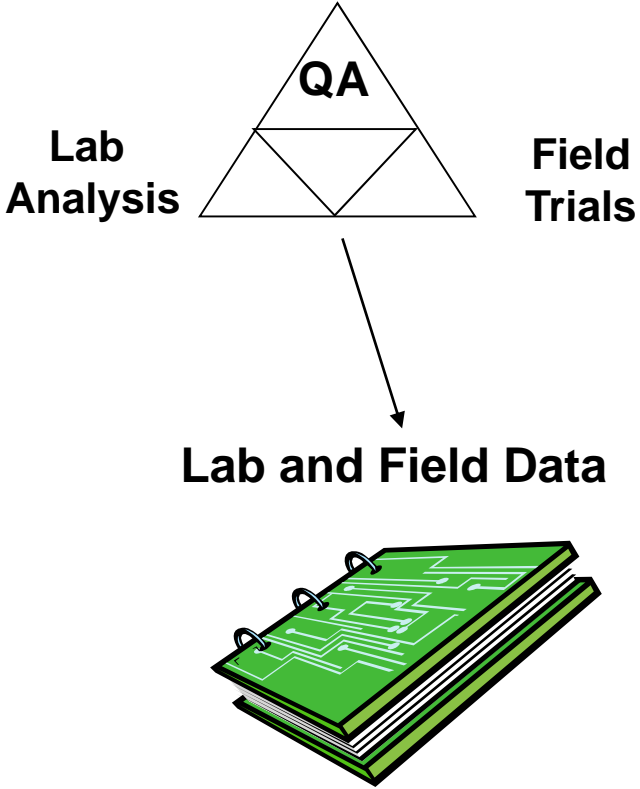 QA
Lab
Analysis
Field
Trials
Lab and Field Data